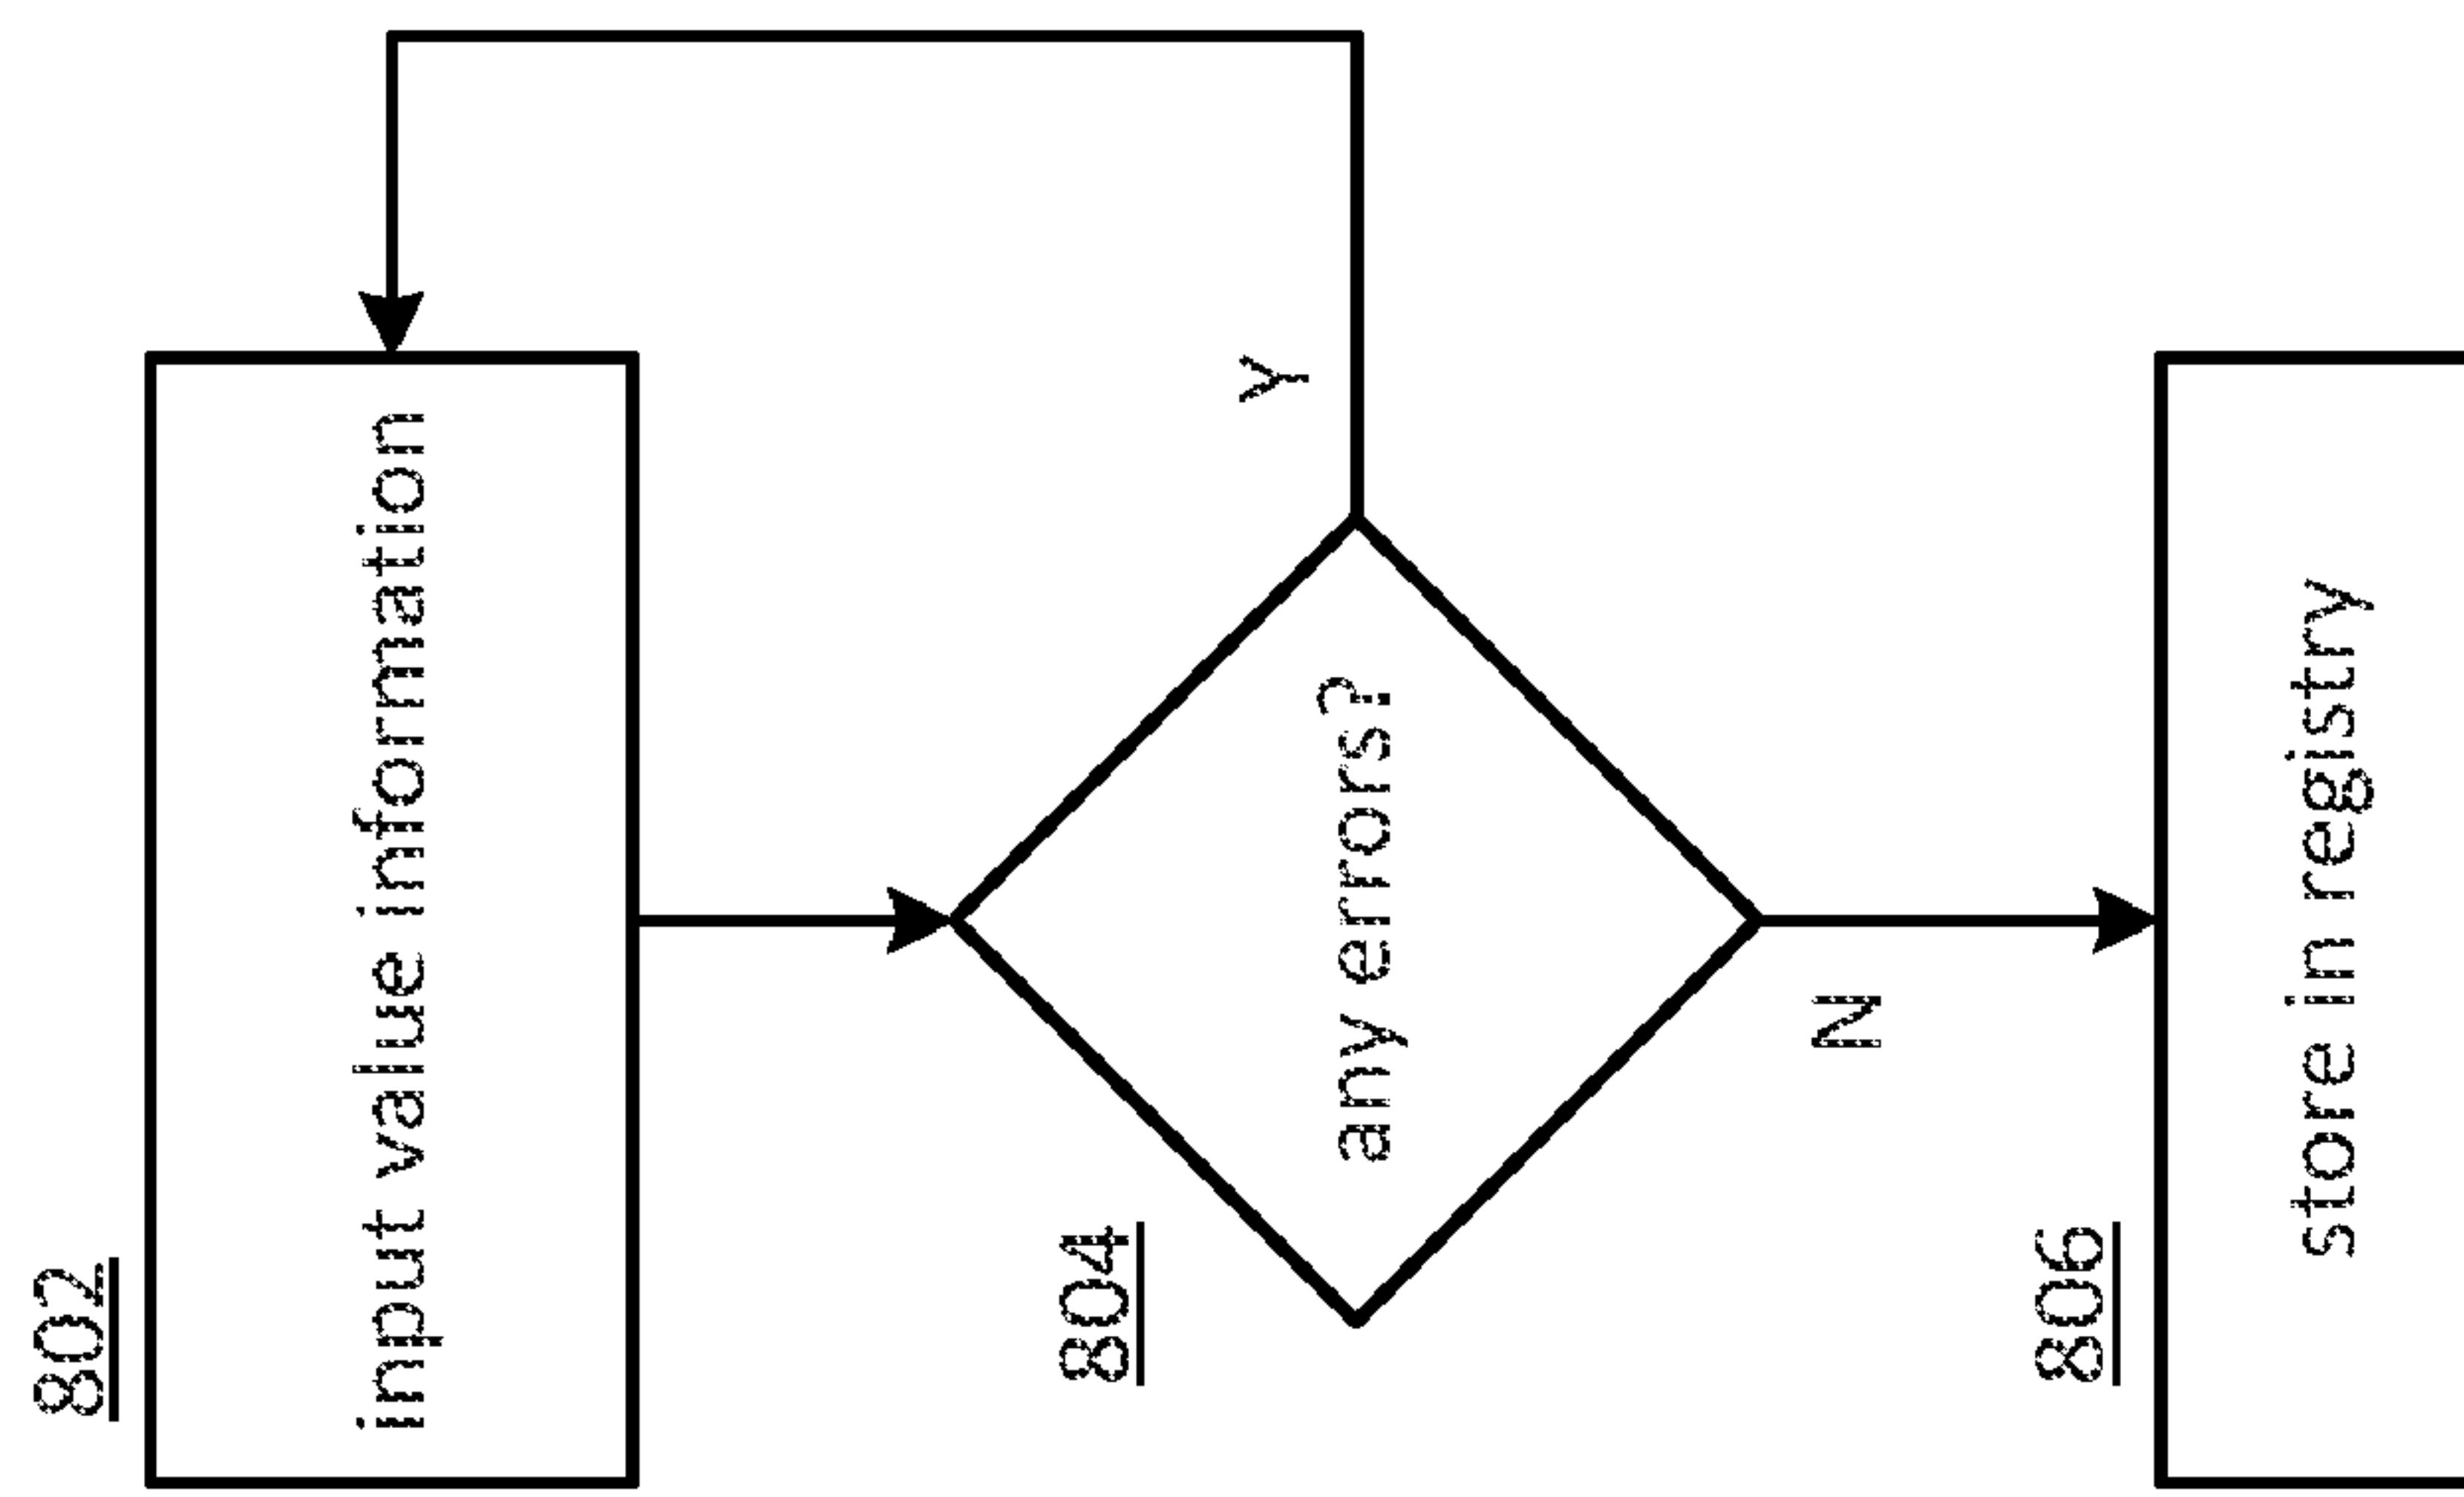 802
input value information
804
any errors?
Y
N
806
store in registry